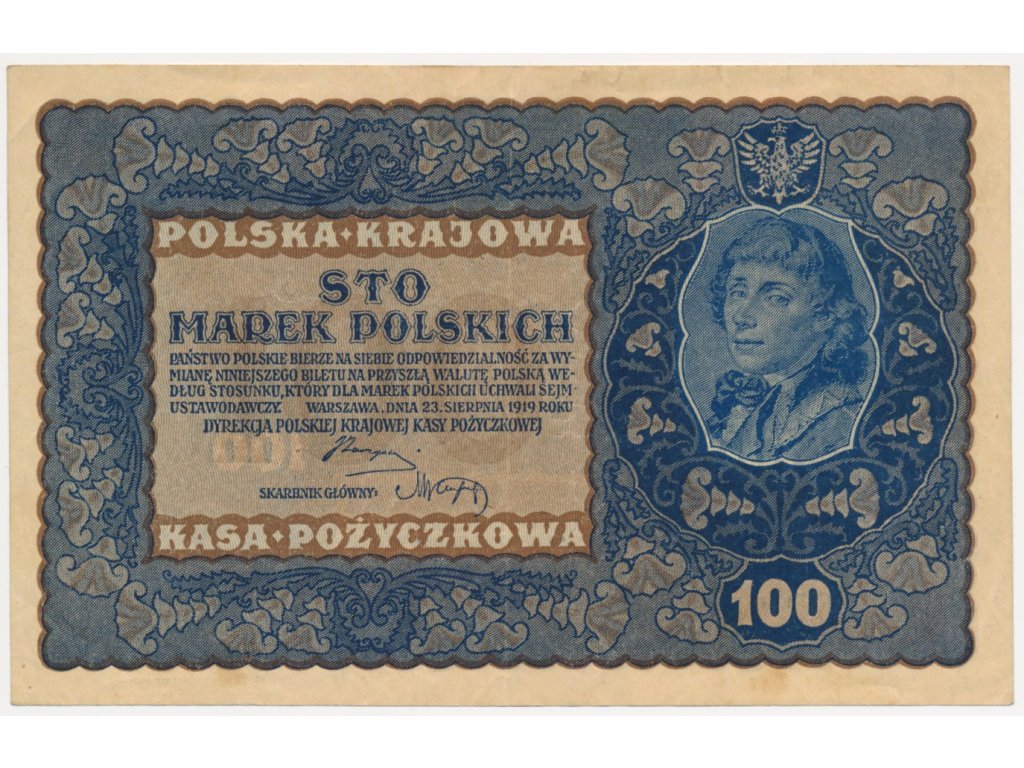 POLSKA·KRAJOWA
STO
MAREK POLSKICH
PAŃSTWO POLSKIE BIERZE NA SIEBIE ODPOWIEDZIALNOŚĆ ZA WY-
MIANĘ NINIEJSZEGO BILETU NA PRZYSZŁĄ WALUTĘ POLSKĄ WE-
DŁUG STOSUNKU, KTÓRY DLA MAREK POLSKICH UCHWALI SEJM
USTAWODAWCZY. WARSZAWA, DNIA 23. SIERPNIA 1919 ROKU
DYREKCJA POLSKIEJ KRAJOWEJ KASY POŻYCZKOWEJ
SKARBNIK GŁÓWNY:
KASA·POŻYCZKOWA
100